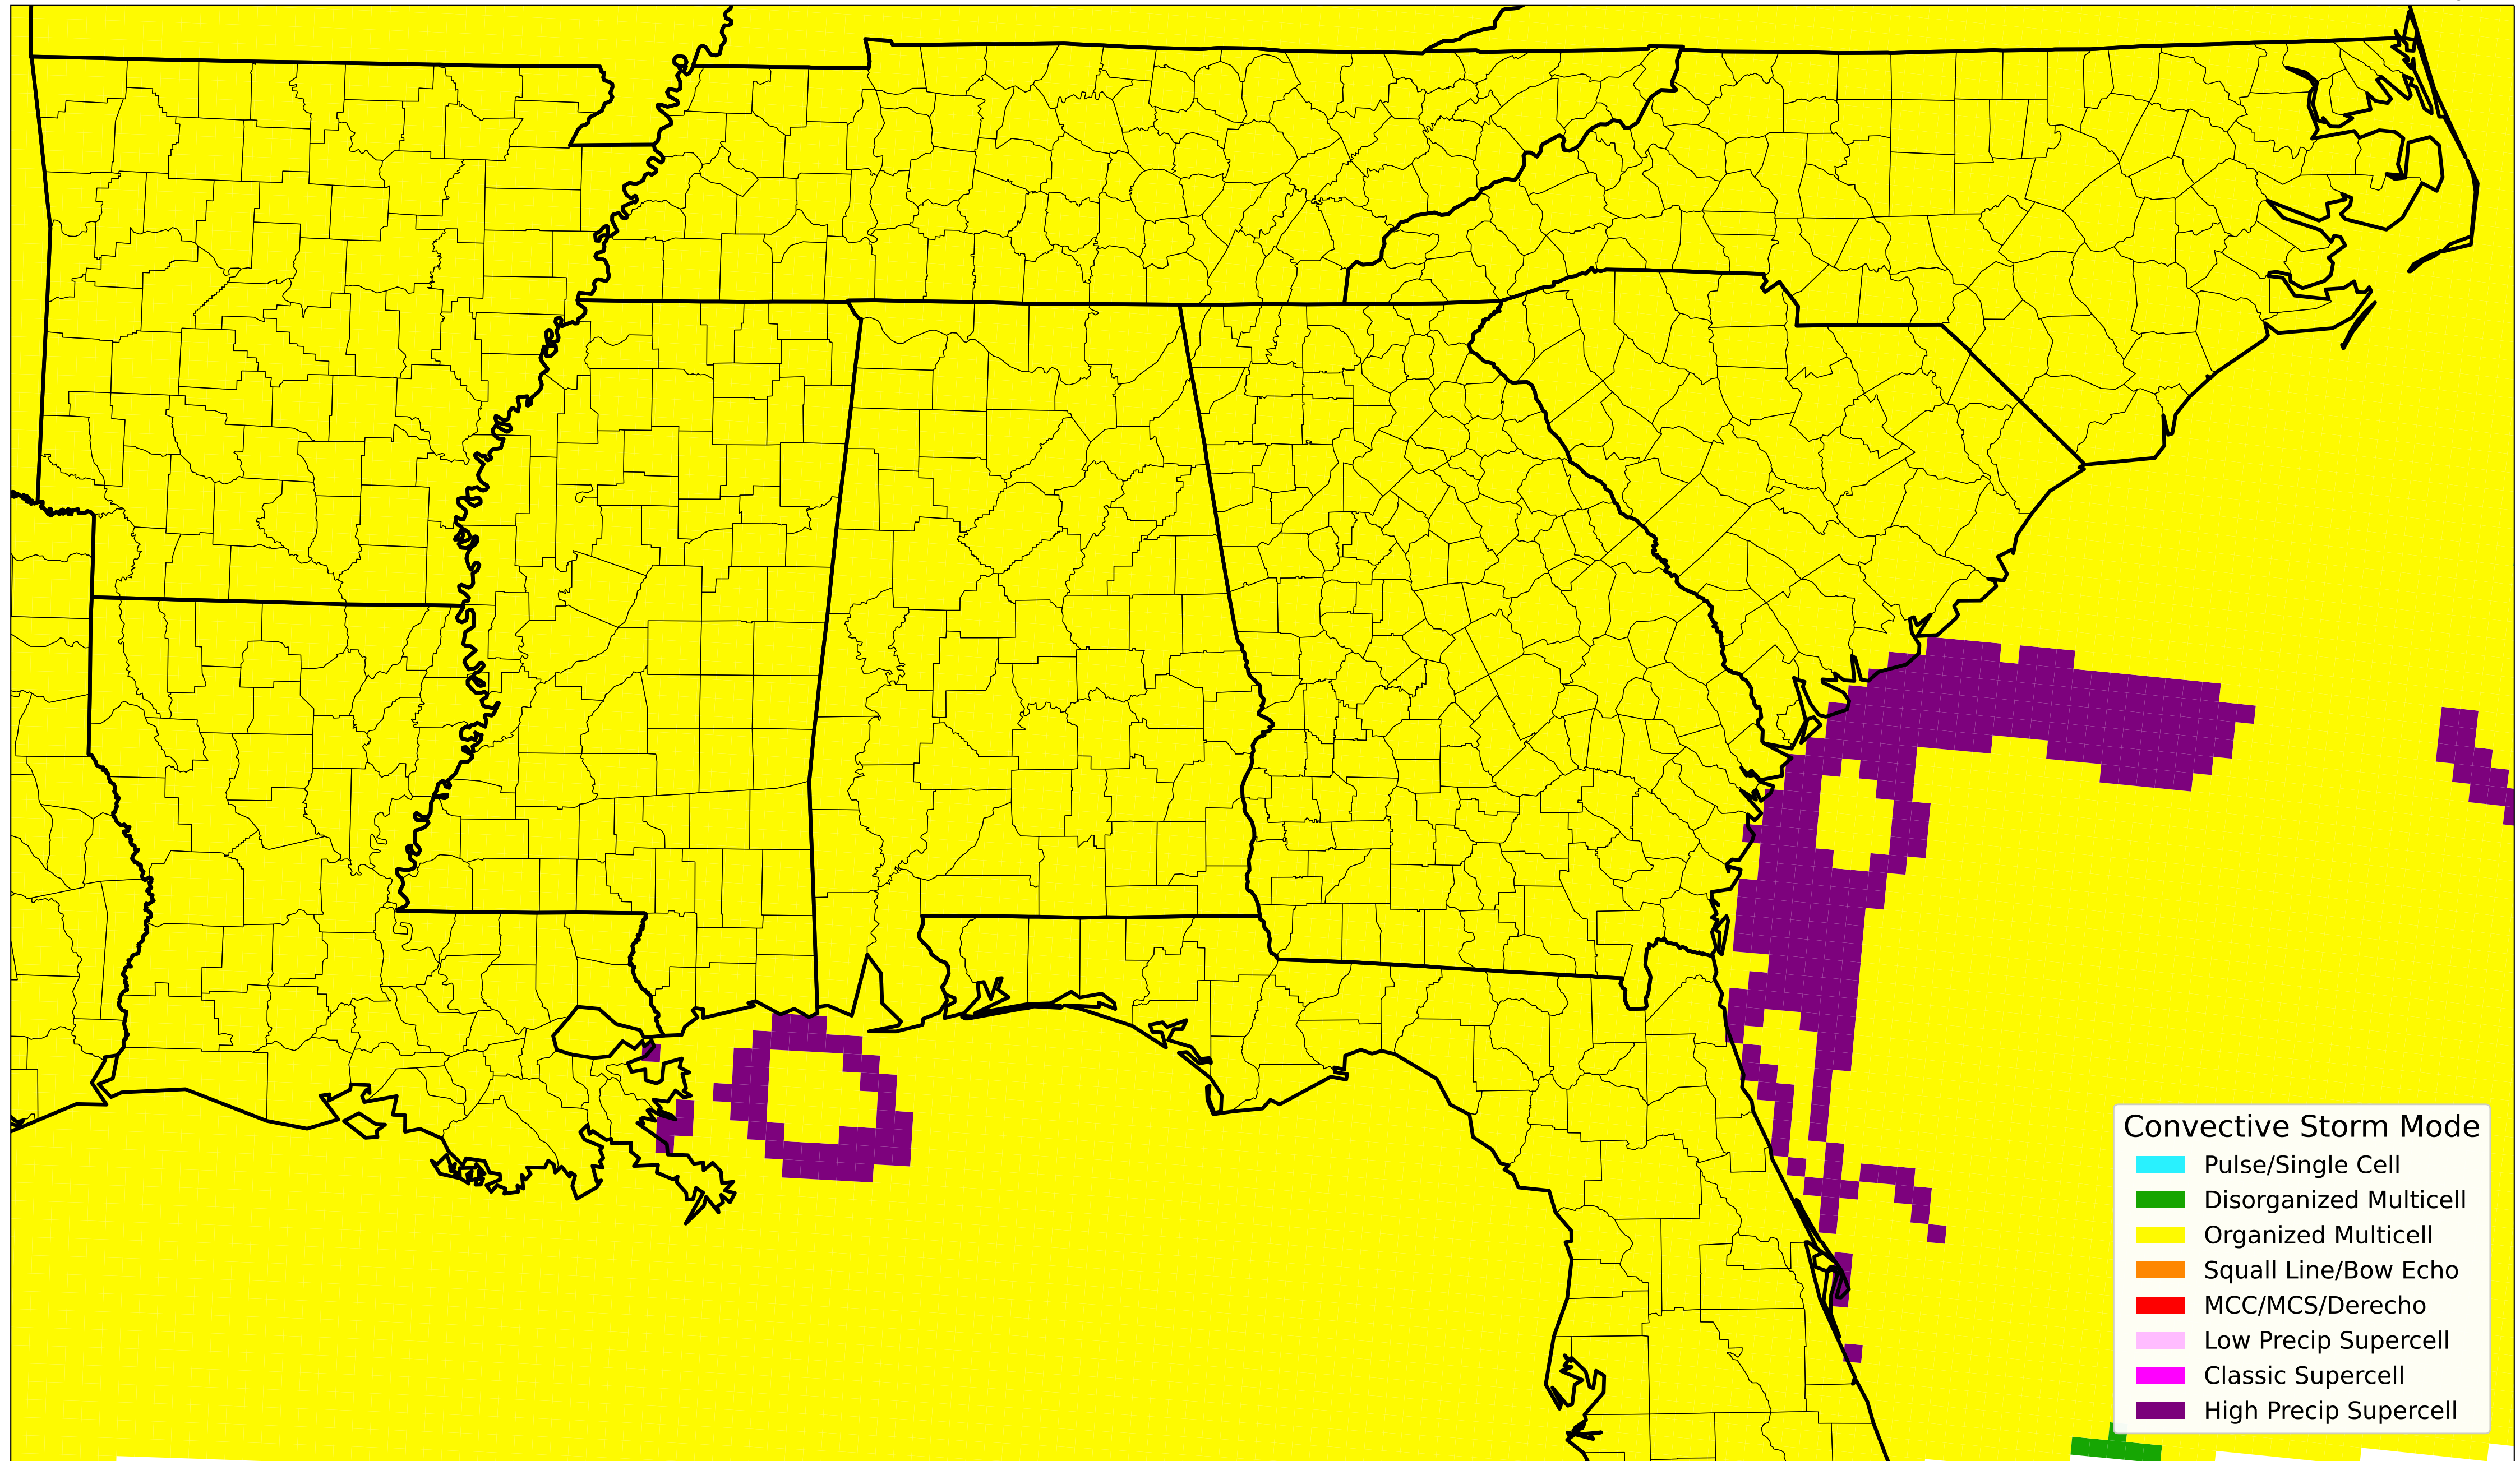 Convective Storm Mode
Pulse/Single Cell
Disorganized Multicell
Organized Multicell
Squall Line/Bow Echo
MCC/MCS/Derecho
Low Precip Supercell
Classic Supercell
High Precip Supercell